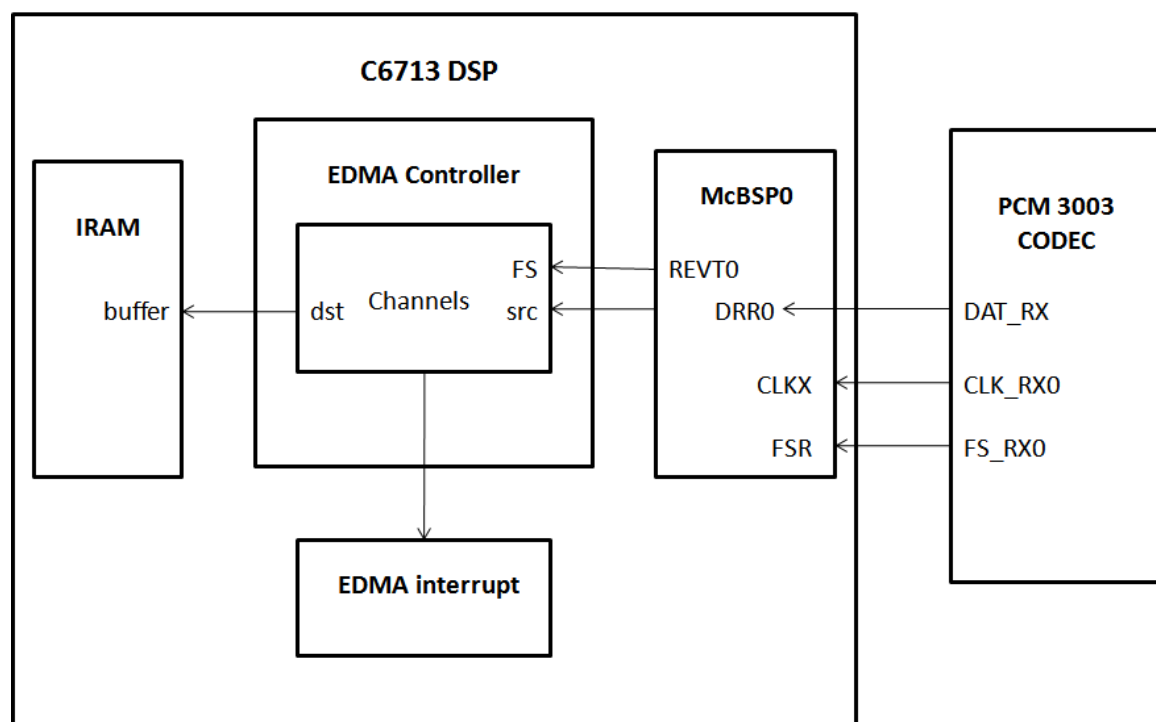 C6713 DSP
IRAM
buffer
EDMA Controller
FS
Channels
dst
src
EDMA interrupt
McBSP0
REVT0
DRR0
CLKX
FSR
PCM 3003
CODEC
DAT_RX
CLK_RX0
FS_RX0